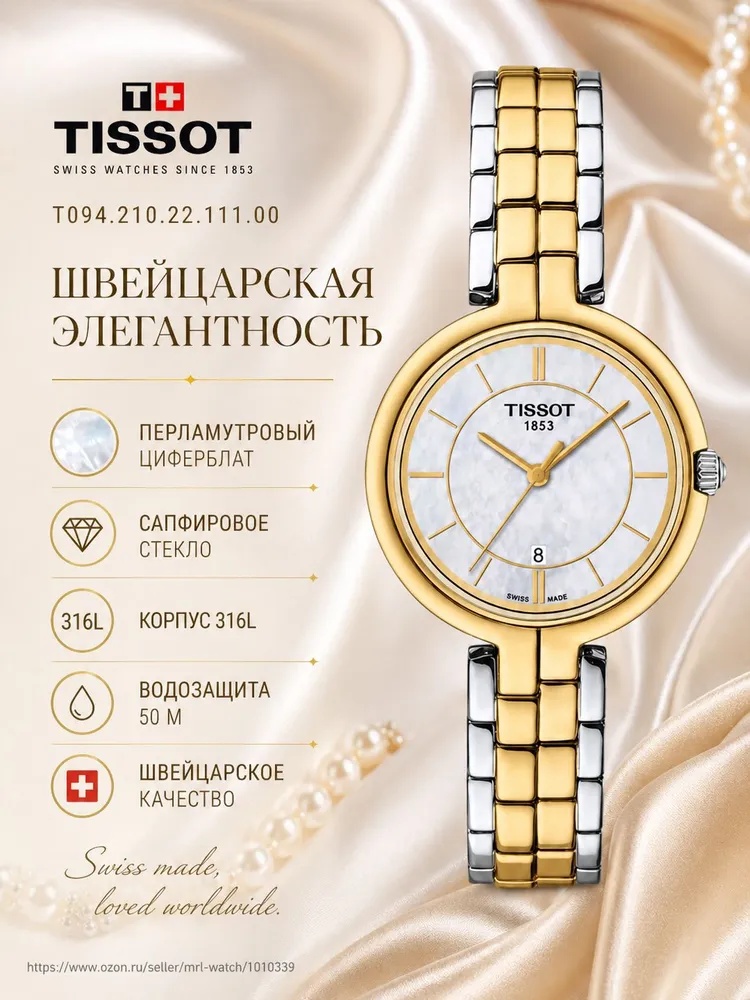 T+
TISSOT
SWISS WATCHES SINCE 1853
T094.210.22.111.00
ШВЕЙЦАРСКАЯ
ЭЛЕГАНТНОСТЬ
ПЕРЛАМУТРОВЫЙ
ЦИФЕРБЛАТ
САПФИРОВОЕ
СТЕКЛО
316L
КОРПУС 316L
ВОДОЗАЩИТА
50 М
ШВЕЙЦАРСКОЕ
КАЧЕСТВО
Swiss made,
loved worldwide.
https://www.ozon.ru/seller/mrl-watch/1010339
TISSOT
1853
8
SWISS MADE